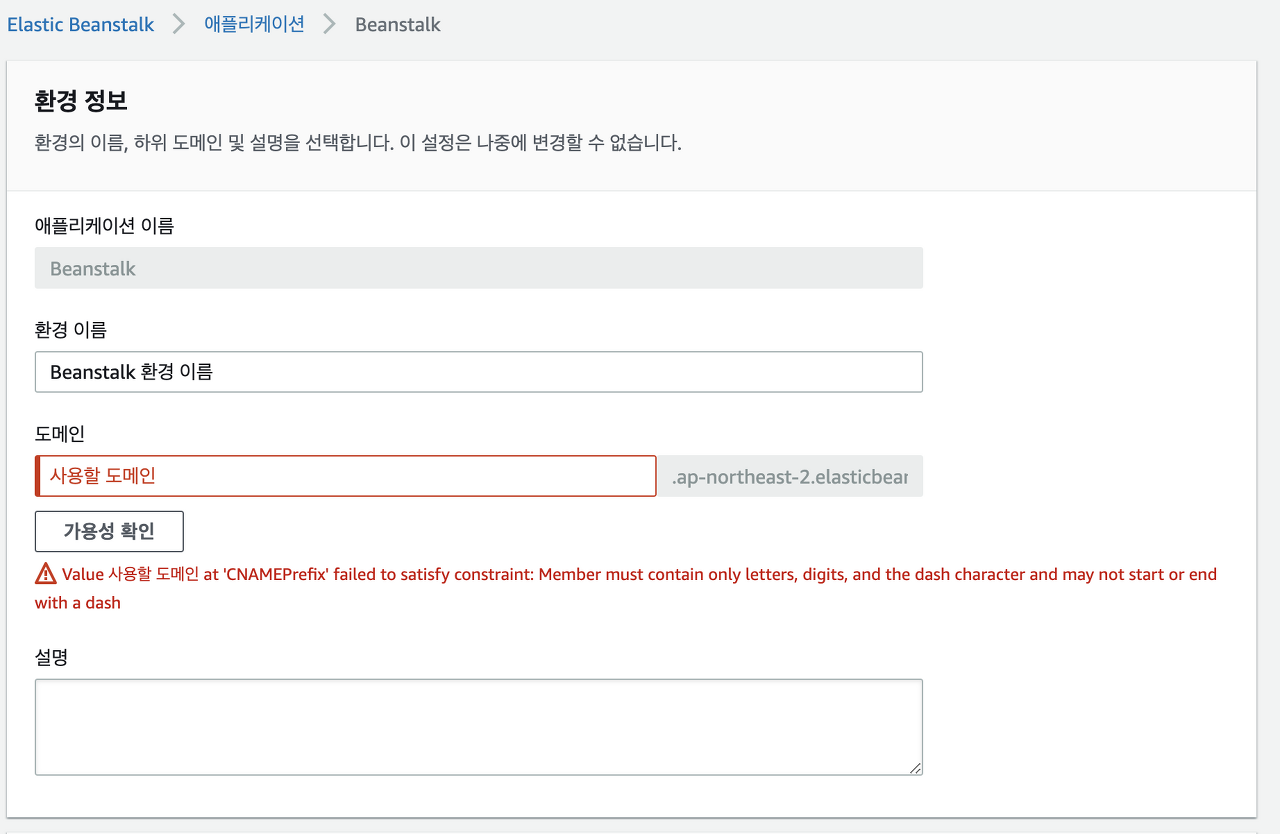 Elastic Beanstalk > 애플리케이션 > Beanstalk
환경 정보
환경의 이름, 하위 도메인 및 설명을 선택합니다. 이 설정은 나중에 변경할 수 없습니다.
애플리케이션 이름
Beanstalk
환경 이름
Beanstalk 환경 이름
도메인
사용할 도메인 .ap-northeast-2.elasticbear
가용성 확인
Value 사용할 도메인 at 'CNAMEPrefix' failed to satisfy constraint: Member must contain only letters, digits, and the dash character and may not start or end
with a dash
설명